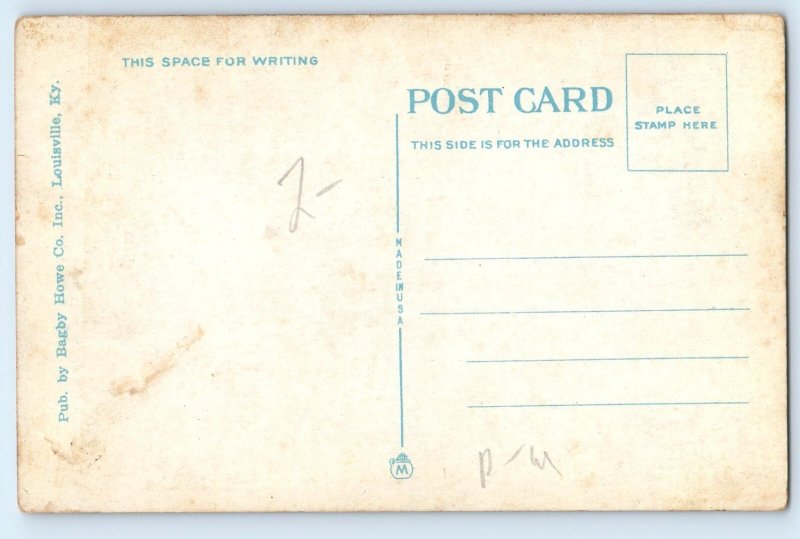 THIS SPACE FOR WRITING
POST CARD
THIS SIDE IS FOR THE ADDRESS
PLACE
STAMP HERE
Pub. by Bagby Howe Co. Inc., Louisville, Ky.
MADE IN USA
M